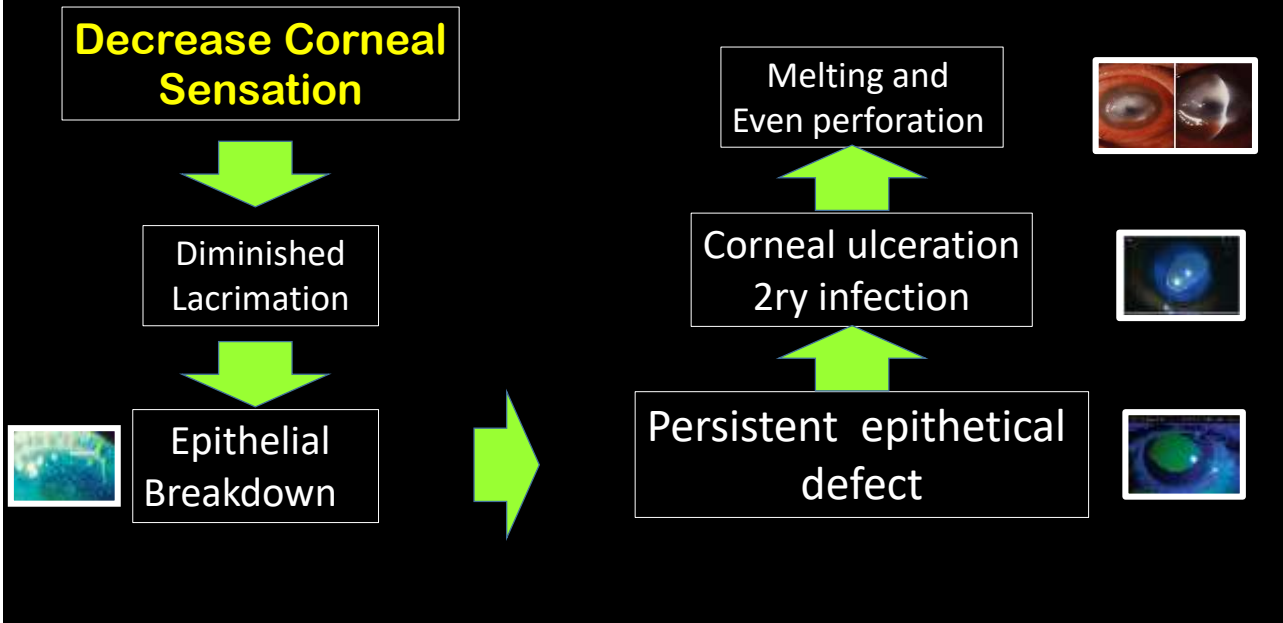 Decrease Corneal
Sensation
Diminished
Lacrimation
Epithelial
Breakdown
Persistent epithetical
defect
Corneal ulceration
2ry infection
Melting and
Even perforation